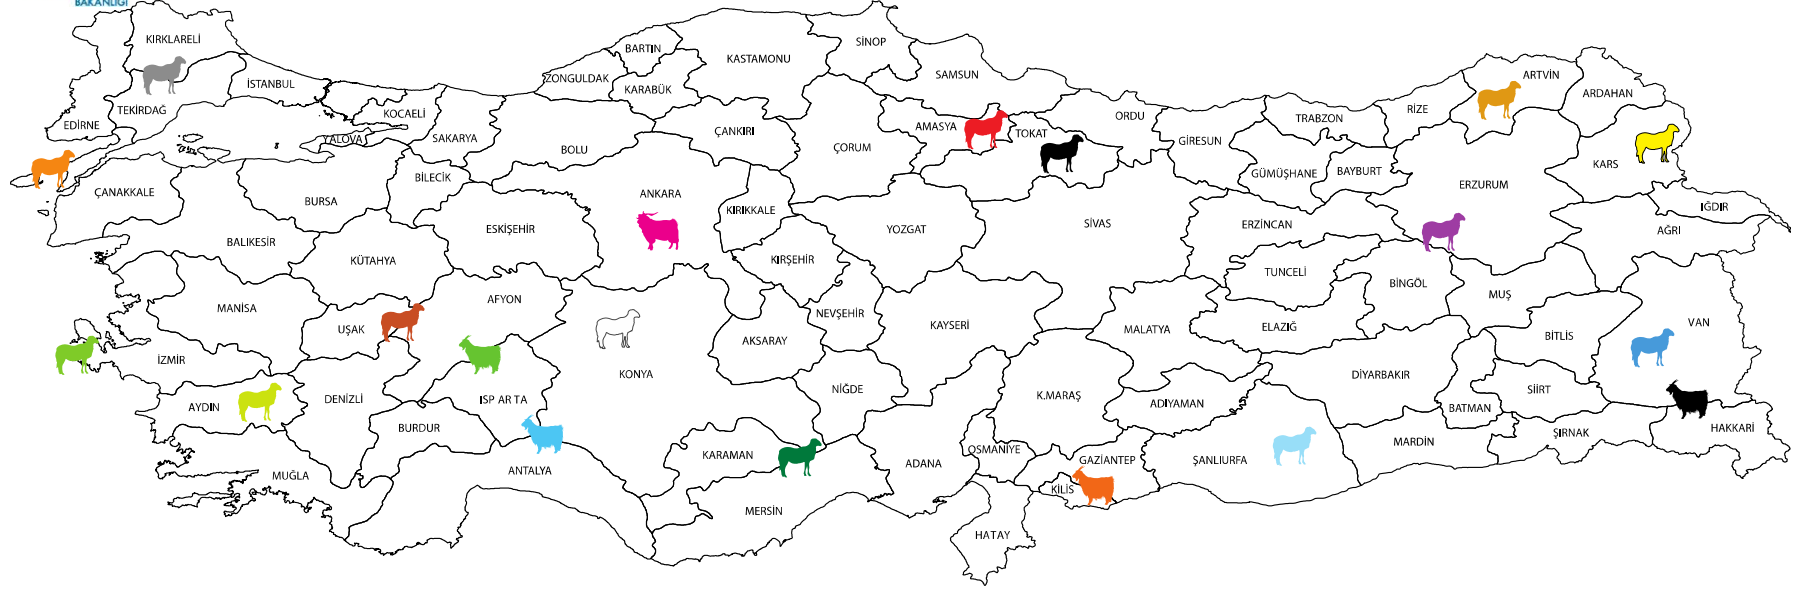 BAKANLIĞI
KIRKLARELİ
SİNOP
BARTIN
KASTAMONU
SAMSUN
ARTVİN
ZONGULDAK
İSTANBUL
KARABÜK
ARDAHAN
TEKİRDAĞ
KOCAELİ
ORDU
TRABZON
RİZE
EDİRNE
YALOVA
SAKARYA
ÇANKIRI
AMASYA
TOKAT
GİRESUN
BOLU
ÇORUM
KARS
BİLECİK
GÜMÜŞHANE
BAYBURT
ÇANAKKALE
BURSA
ANKARA
ERZURUM
KIRIKKALE
IĞDIR
ESKİŞEHİR
YOZGAT
SİVAS
ERZİNCAN
AĞRI
BALIKESİR
KÜTAHYA
KIRŞEHİR
TUNCELİ
BİNGÖL
MUŞ
MANİSA
AFYON
NEVŞEHİR
KAYSERİ
MALATYA
ELAZIĞ
VAN
UŞAK
AKSARAY
BİTLİS
İZMİR
KONYA
DİYARBAKIR
NİĞDE
K.MARAŞ
SİİRT
AYDIN
DENİZLİ
ISP AR TA
ADIYAMAN
BATMAN
BURDUR
HAKKARİ
ŞIRNAK
MARDİN
KARAMAN
OSMANİYE
GAZİANTEP
ŞANLIURFA
ADANA
MUĞLA
ANTALYA
KİLİS
MERSİN
HATAY